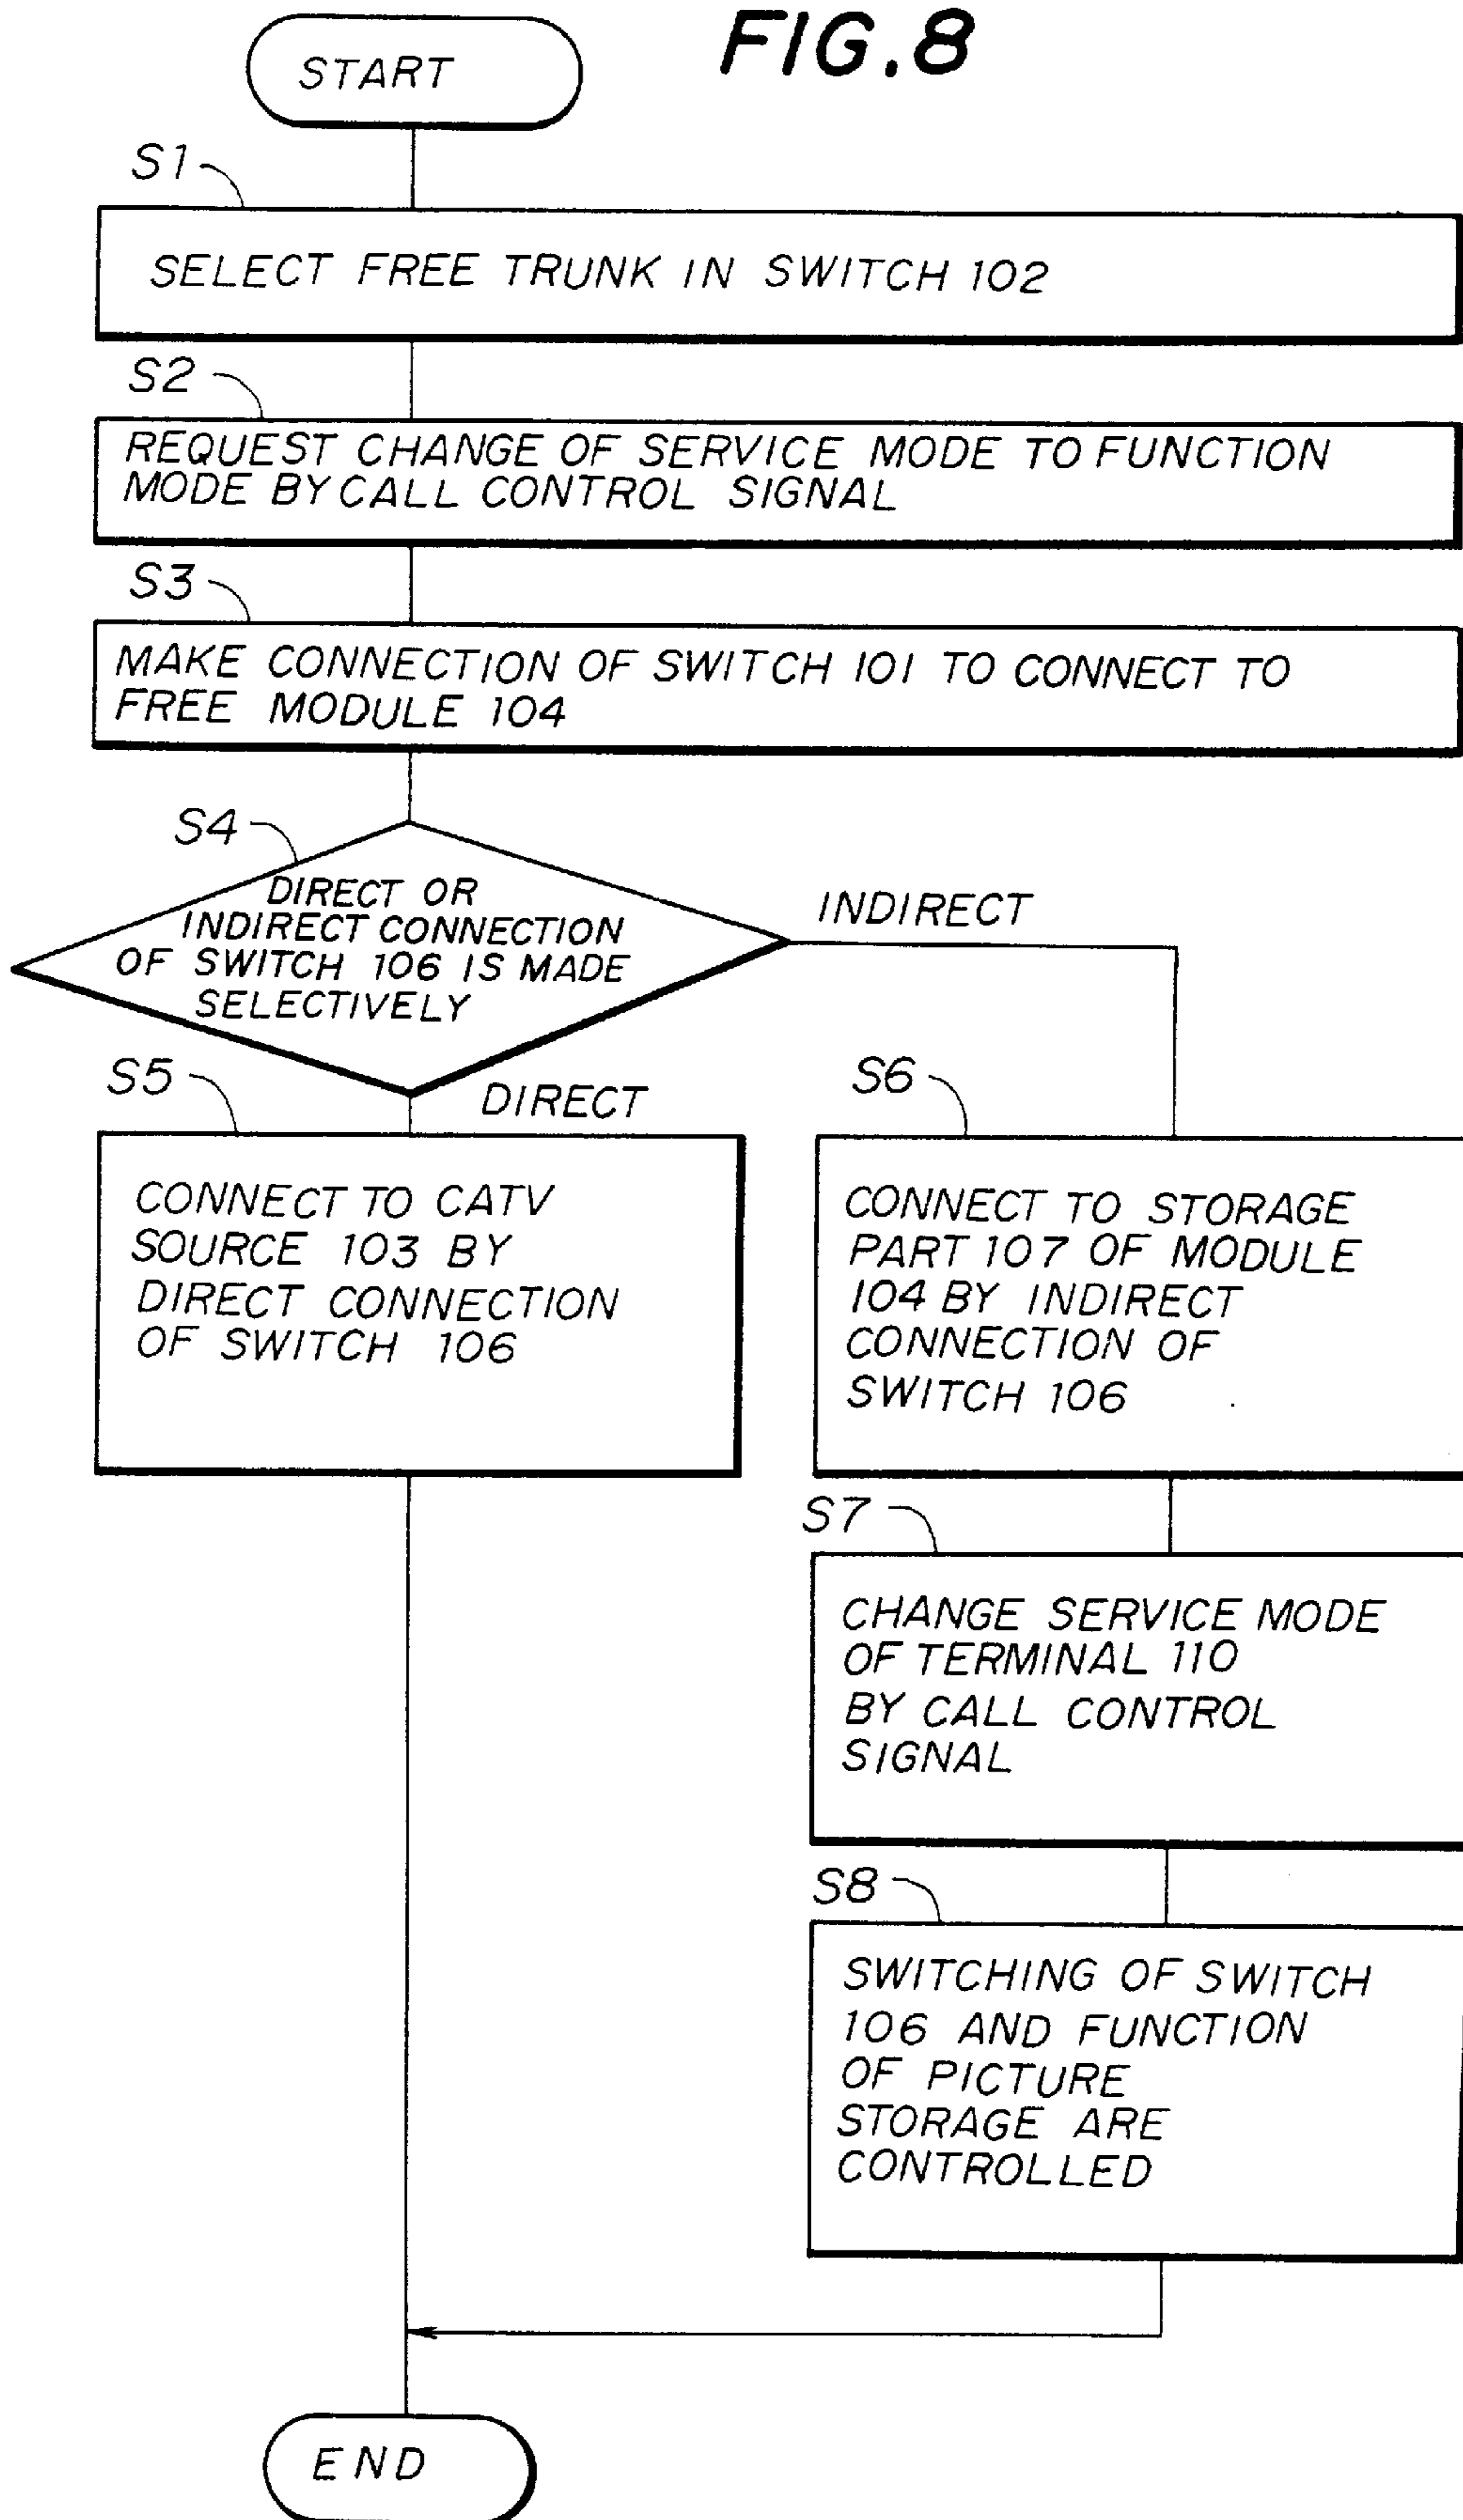 FIG.8
START
S1
SELECT FREE TRUNK IN SWITCH 102
S2
REQUEST CHANGE OF SERVICE MODE TO FUNCTION
MODE BY CALL CONTROL SIGNAL
S3
MAKE CONNECTION OF SWITCH 101 TO CONNECT TO
FREE MODULE 104
S4
DIRECT OR
INDIRECT CONNECTION
OF SWITCH 106 IS MADE
SELECTIVELY
INDIRECT
DIRECT
S5
CONNECT TO CATV
SOURCE 103 BY
DIRECT CONNECTION
OF SWITCH 106
S6
CONNECT TO STORAGE
PART 107 OF MODULE
104 BY INDIRECT
CONNECTION OF
SWITCH 106
S7
CHANGE SERVICE MODE
OF TERMINAL 110
BY CALL CONTROL
SIGNAL
S8
SWITCHING OF SWITCH
106 AND FUNCTION
OF PICTURE
STORAGE ARE
CONTROLLED
END